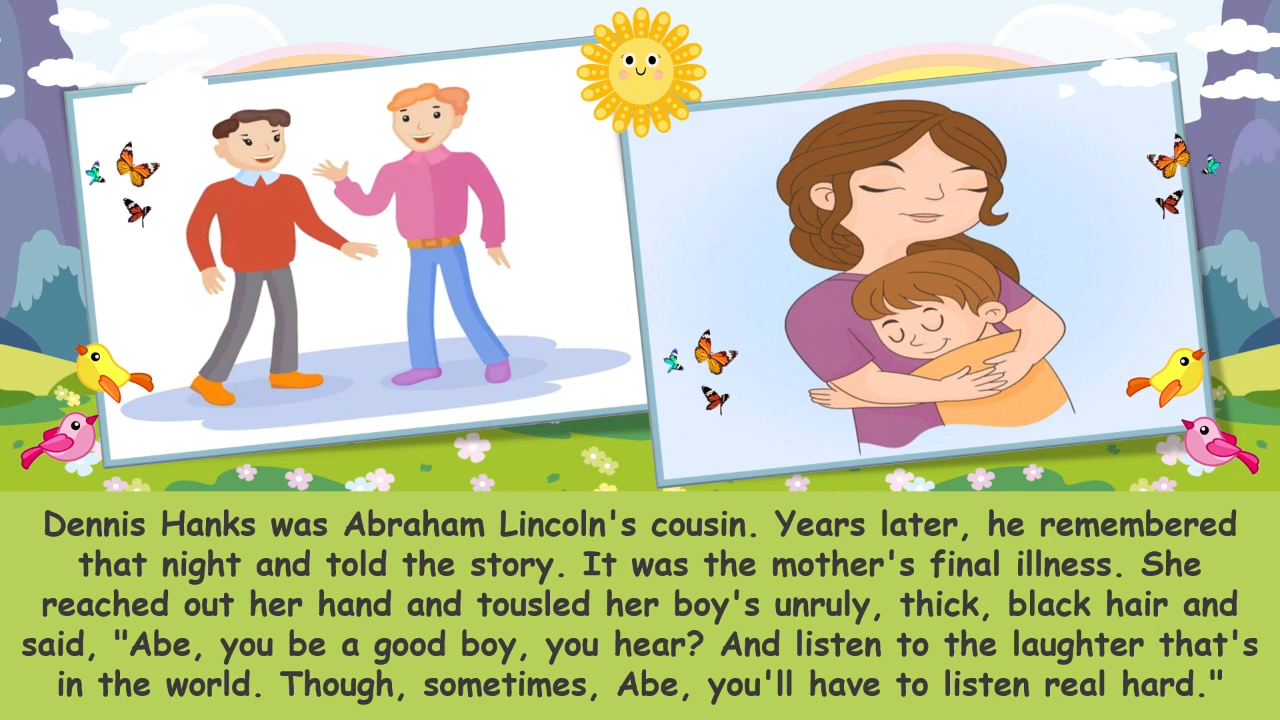 Dennis Hanks was Abraham Lincoln's cousin. Years later, he remembered
that night and told the story. It was the mother's final illness. She
reached out her hand and tousled her boy's unruly, thick, black hair and
said, "Abe, you be a good boy, you hear? And listen to the laughter that's
in the world. Though, sometimes, Abe, you'll have to listen real hard."